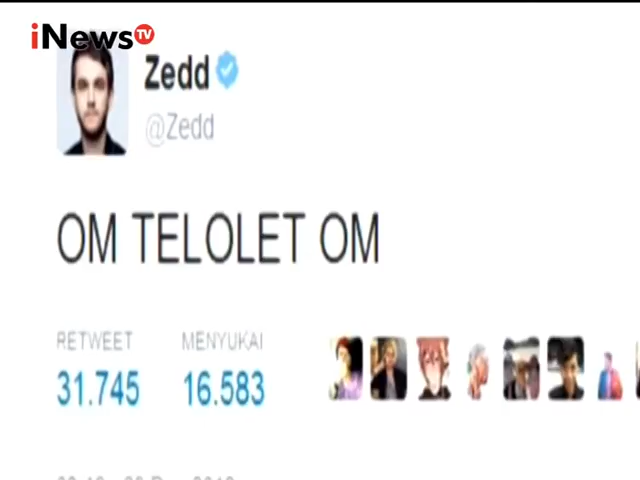 iNews TV
Zedd
@Zedd
OM TELOLET OM
RETWEET MENYUKAI
31.745 16.583